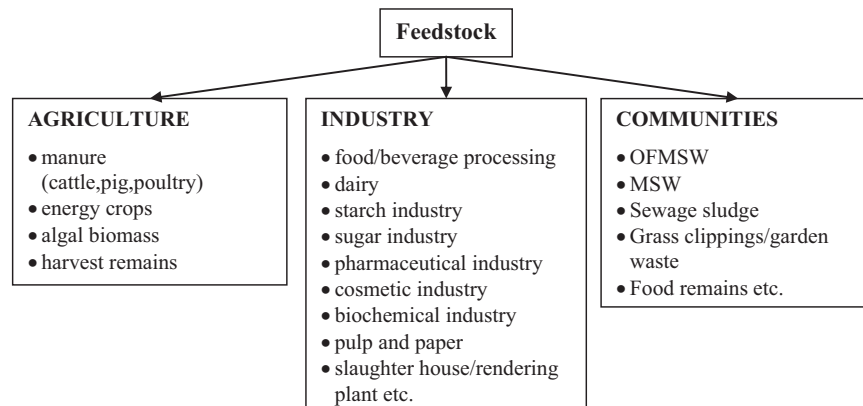 Feedstock
AGRICULTURE
• manure
(cattle,pig,poultry)
• energy crops
• algal biomass
• harvest remains
INDUSTRY
• food/beverage processing
• dairy
• starch industry
• sugar industry
• pharmaceutical industry
• cosmetic industry
• biochemical industry
• pulp and paper
• slaughter house/rendering
plant etc.
COMMUNITIES
• OFMSW
• MSW
• Sewage sludge
• Grass clippings/garden
waste
• Food remains etc.